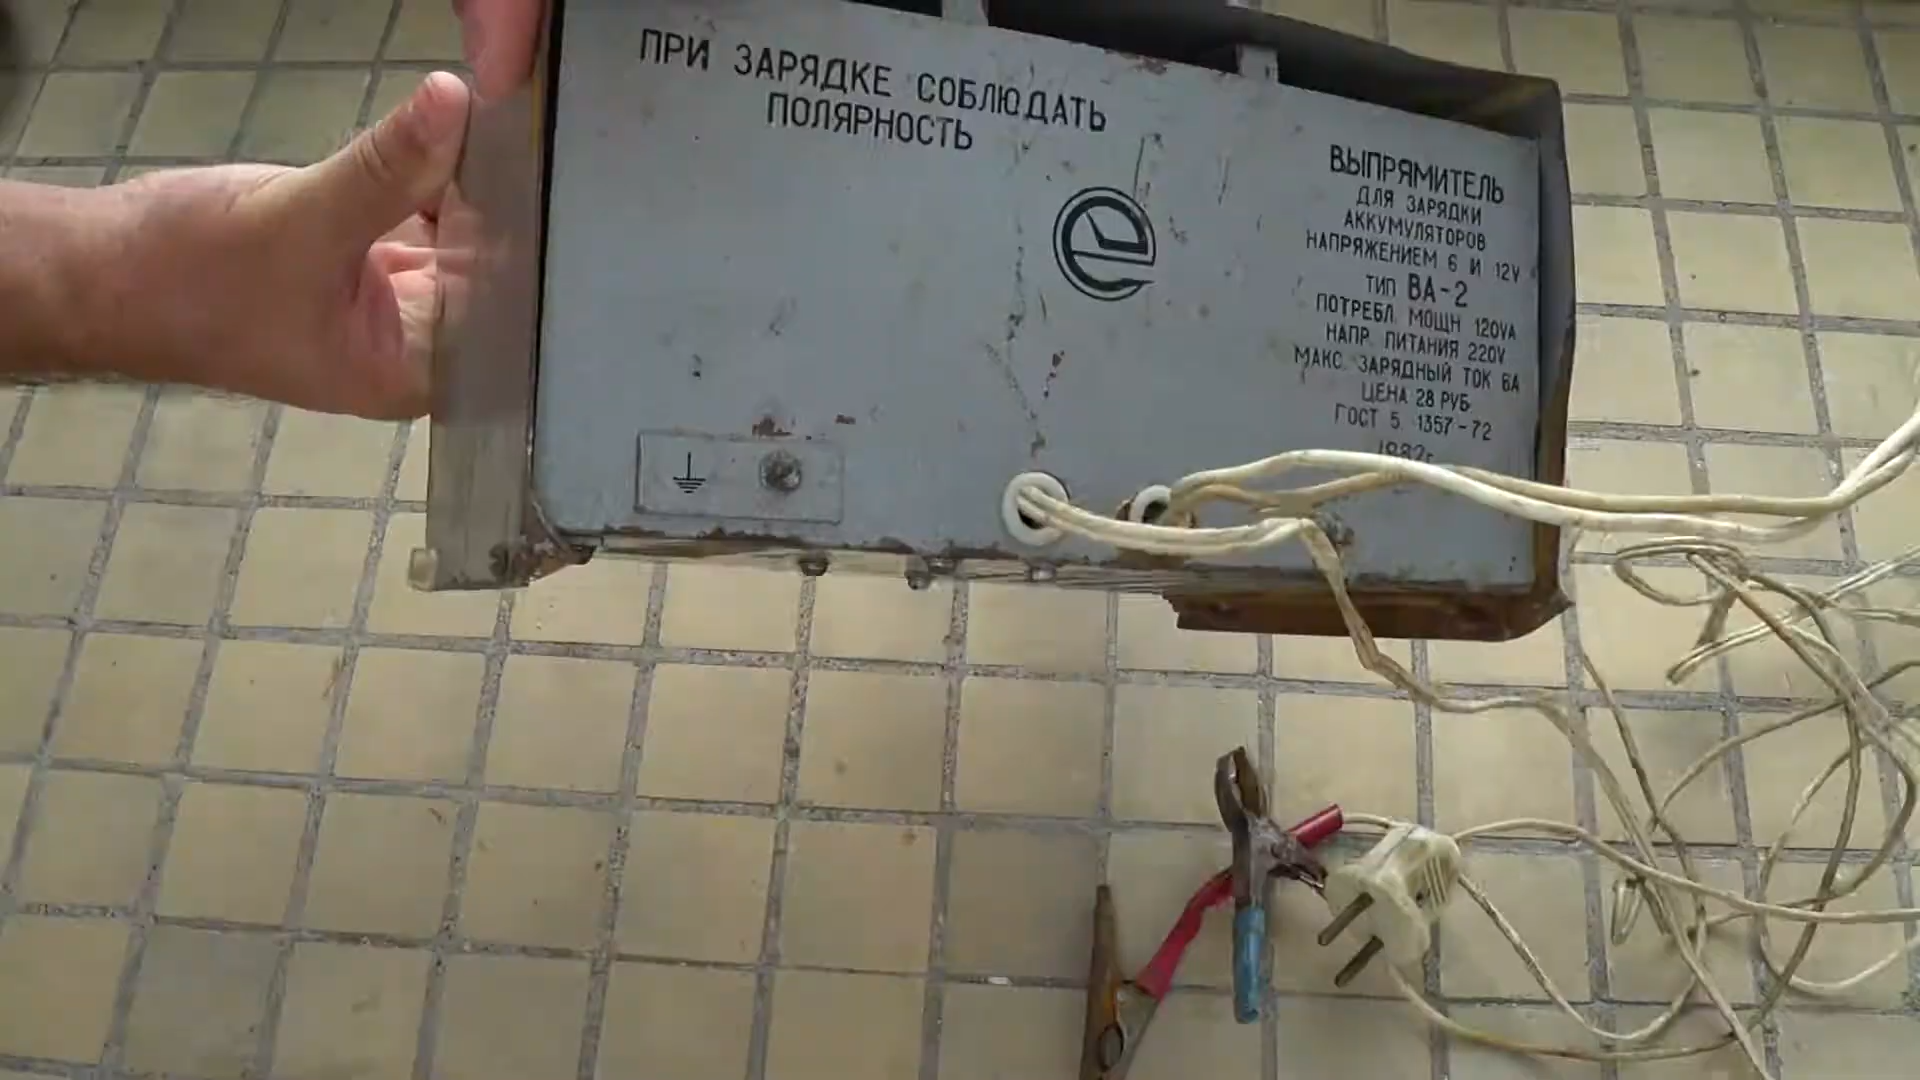 ПРИ ЗАРЯДКЕ СОБЛЮДАТЬ
ПОЛЯРНОСТЬ
ВЫПРЯМИТЕЛЬ
ДЛЯ ЗАРЯДКИ
АККУМУЛЯТОРОВ
НАПРЯЖЕНИЕМ 6 И 12V
ТИП ВА-2
ПОТРЕБЛ. МОЩН 120VA
НАПР. ПИТАНИЯ 220V
МАКС. ЗАРЯДНЫЙ ТОК 6А
ЦЕНА 28 РУБ.
ГОСТ 5. 1357-72
1982г.